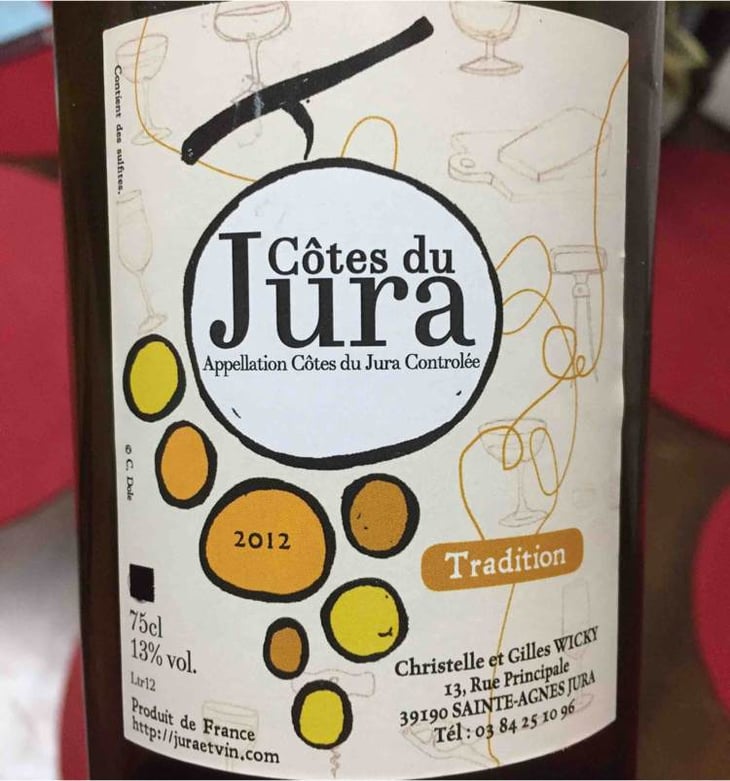 Contient des sulfites.
Côtes du
Jura
Appellation Côtes du Jura Controlée
© C. Dole
2012
Tradition
75cl
13% vol.
Ltr12
Produit de France
http://juraetvin.com
Christelle et Gilles WICKY
13, Rue Principale
39190 SAINTE-AGNES JURA
Tél : 03 84 25 10 96